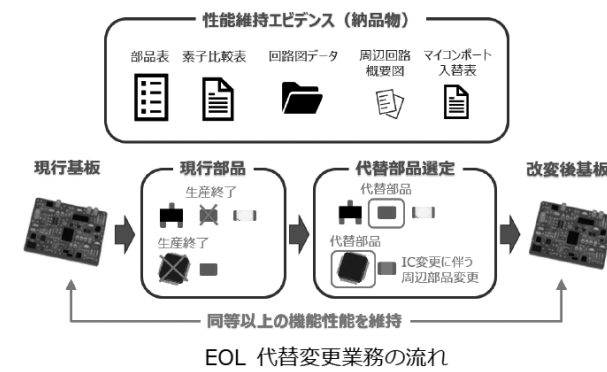 性能維持エビデンス（納品物）
部品表 素子比較表 回路図データ 周辺回路 マイコンポート
概要図 入替表
現行基板 現行部品 代替部品選定 改変後基板
生産終了 代替部品
生産終了 代替部品
IC変更に伴う
周辺部品変更
同等以上の機能性能を維持
EOL 代替変更業務の流れ